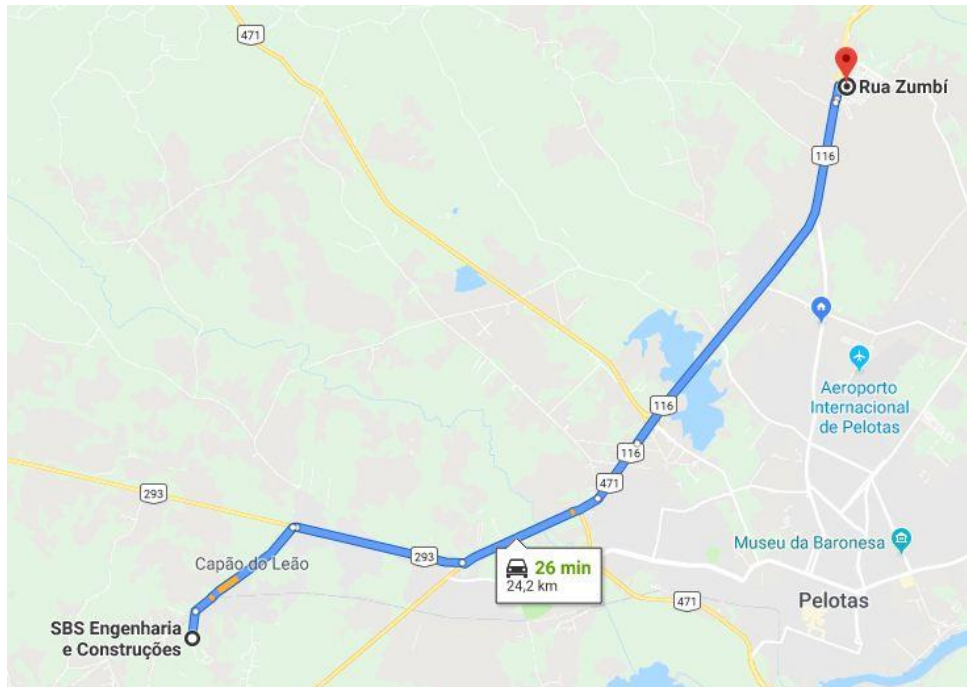 471
Rua Zumbí
116
Aeroporto
Internacional
de Pelotas
116
116
471
293
293
Museu da Baronesa
26 min
24,2 km
Capão do Leão
471
Pelotas
SBS Engenharia
e Construções